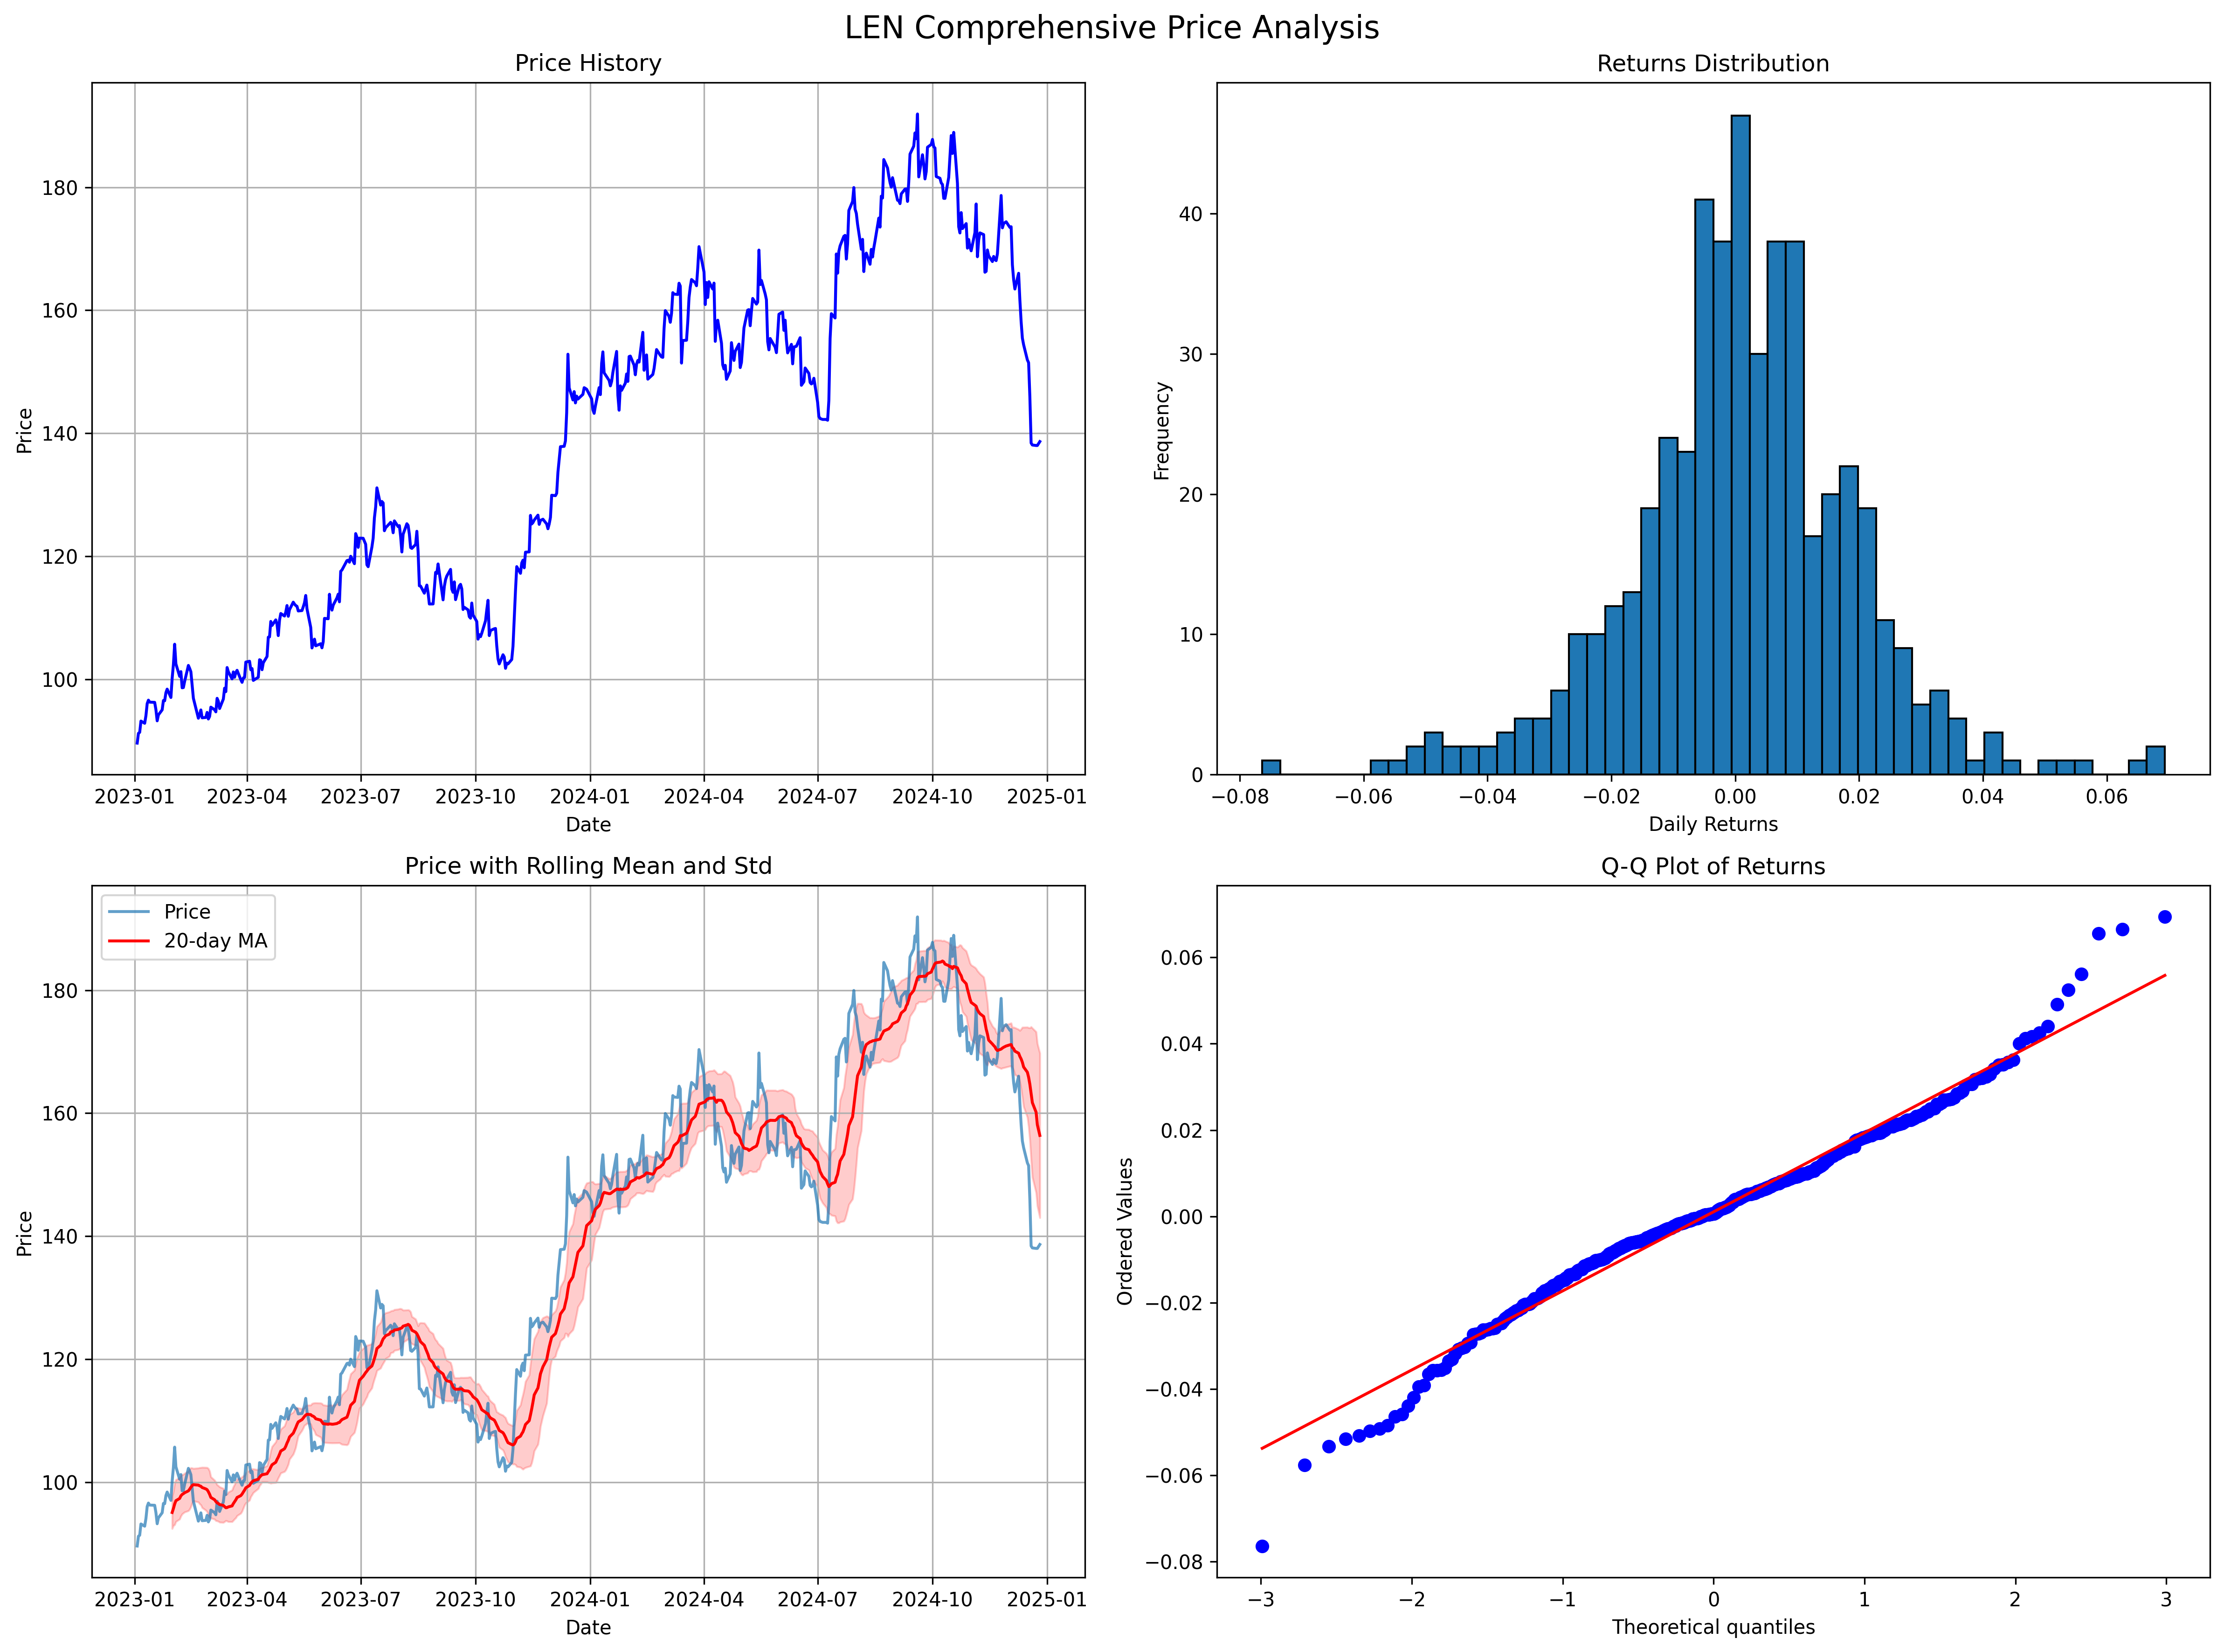 LEN Comprehensive Price Analysis
Price History
180
160
140
120
100
Price
2023-01 2023-04 2023-07 2023-10 2024-01 2024-04 2024-07 2024-10 2025-01
Date
Returns Distribution
40
30
20
10
0
Frequency
−0.08 −0.06 −0.04 −0.02 0.00 0.02 0.04 0.06
Daily Returns
Price with Rolling Mean and Std
Price
20-day MA
180
160
140
120
100
Price
2023-01 2023-04 2023-07 2023-10 2024-01 2024-04 2024-07 2024-10 2025-01
Date
Q-Q Plot of Returns
0.06
0.04
0.02
0.00
−0.02
−0.04
−0.06
−0.08
Ordered Values
−3 −2 −1 0 1 2 3
Theoretical quantiles